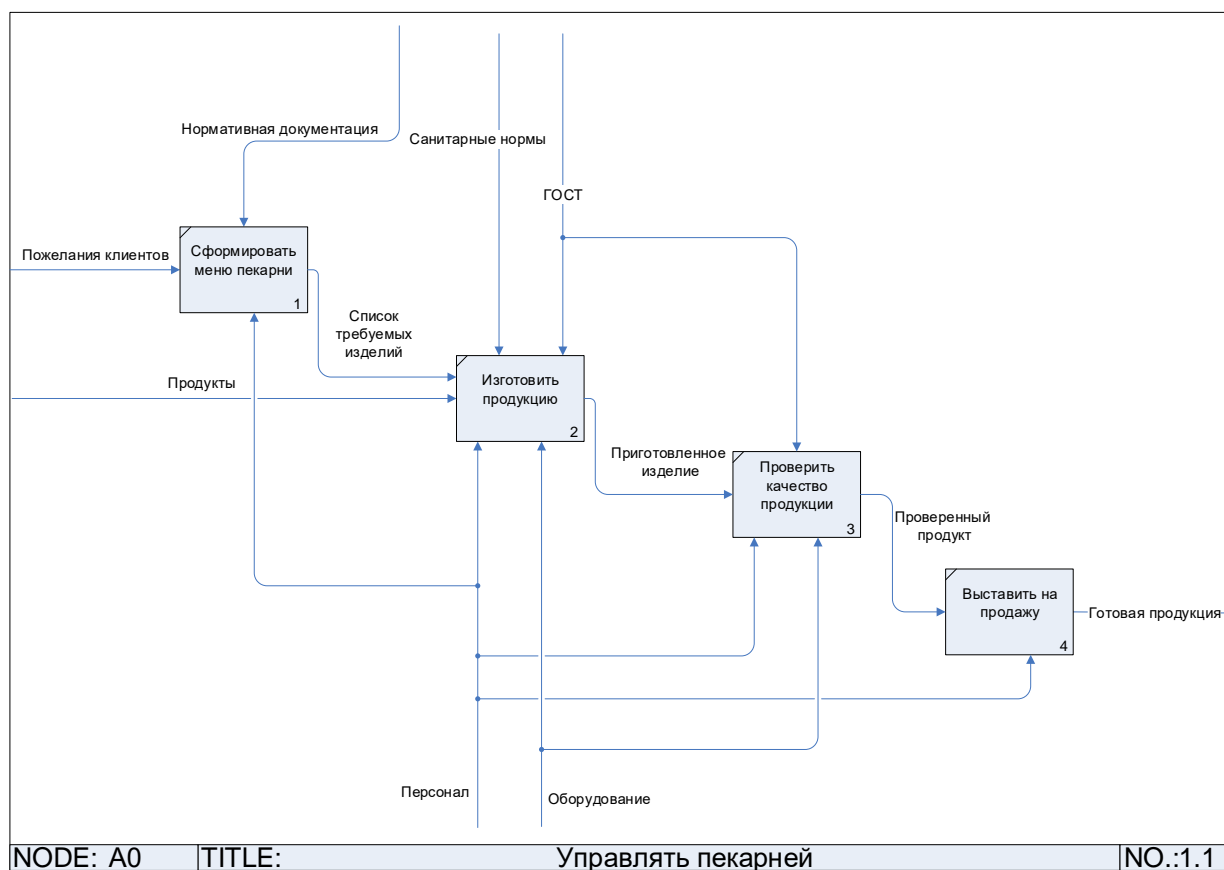 Нормативная документация
Санитарные нормы
ГОСТ
Пожелания клиентов
Сформировать
меню пекарни
1
Список
требуемых
изделий
Продукты
Изготовить
продукцию
2
Приготовленное
изделие
Проверить
качество
продукции
3
Проверенный
продукт
Выставить на
продажу
4
Готовая продукция
Персонал
Оборудование
NODE: A0 TITLE: Управлять пекарней NO.:1.1